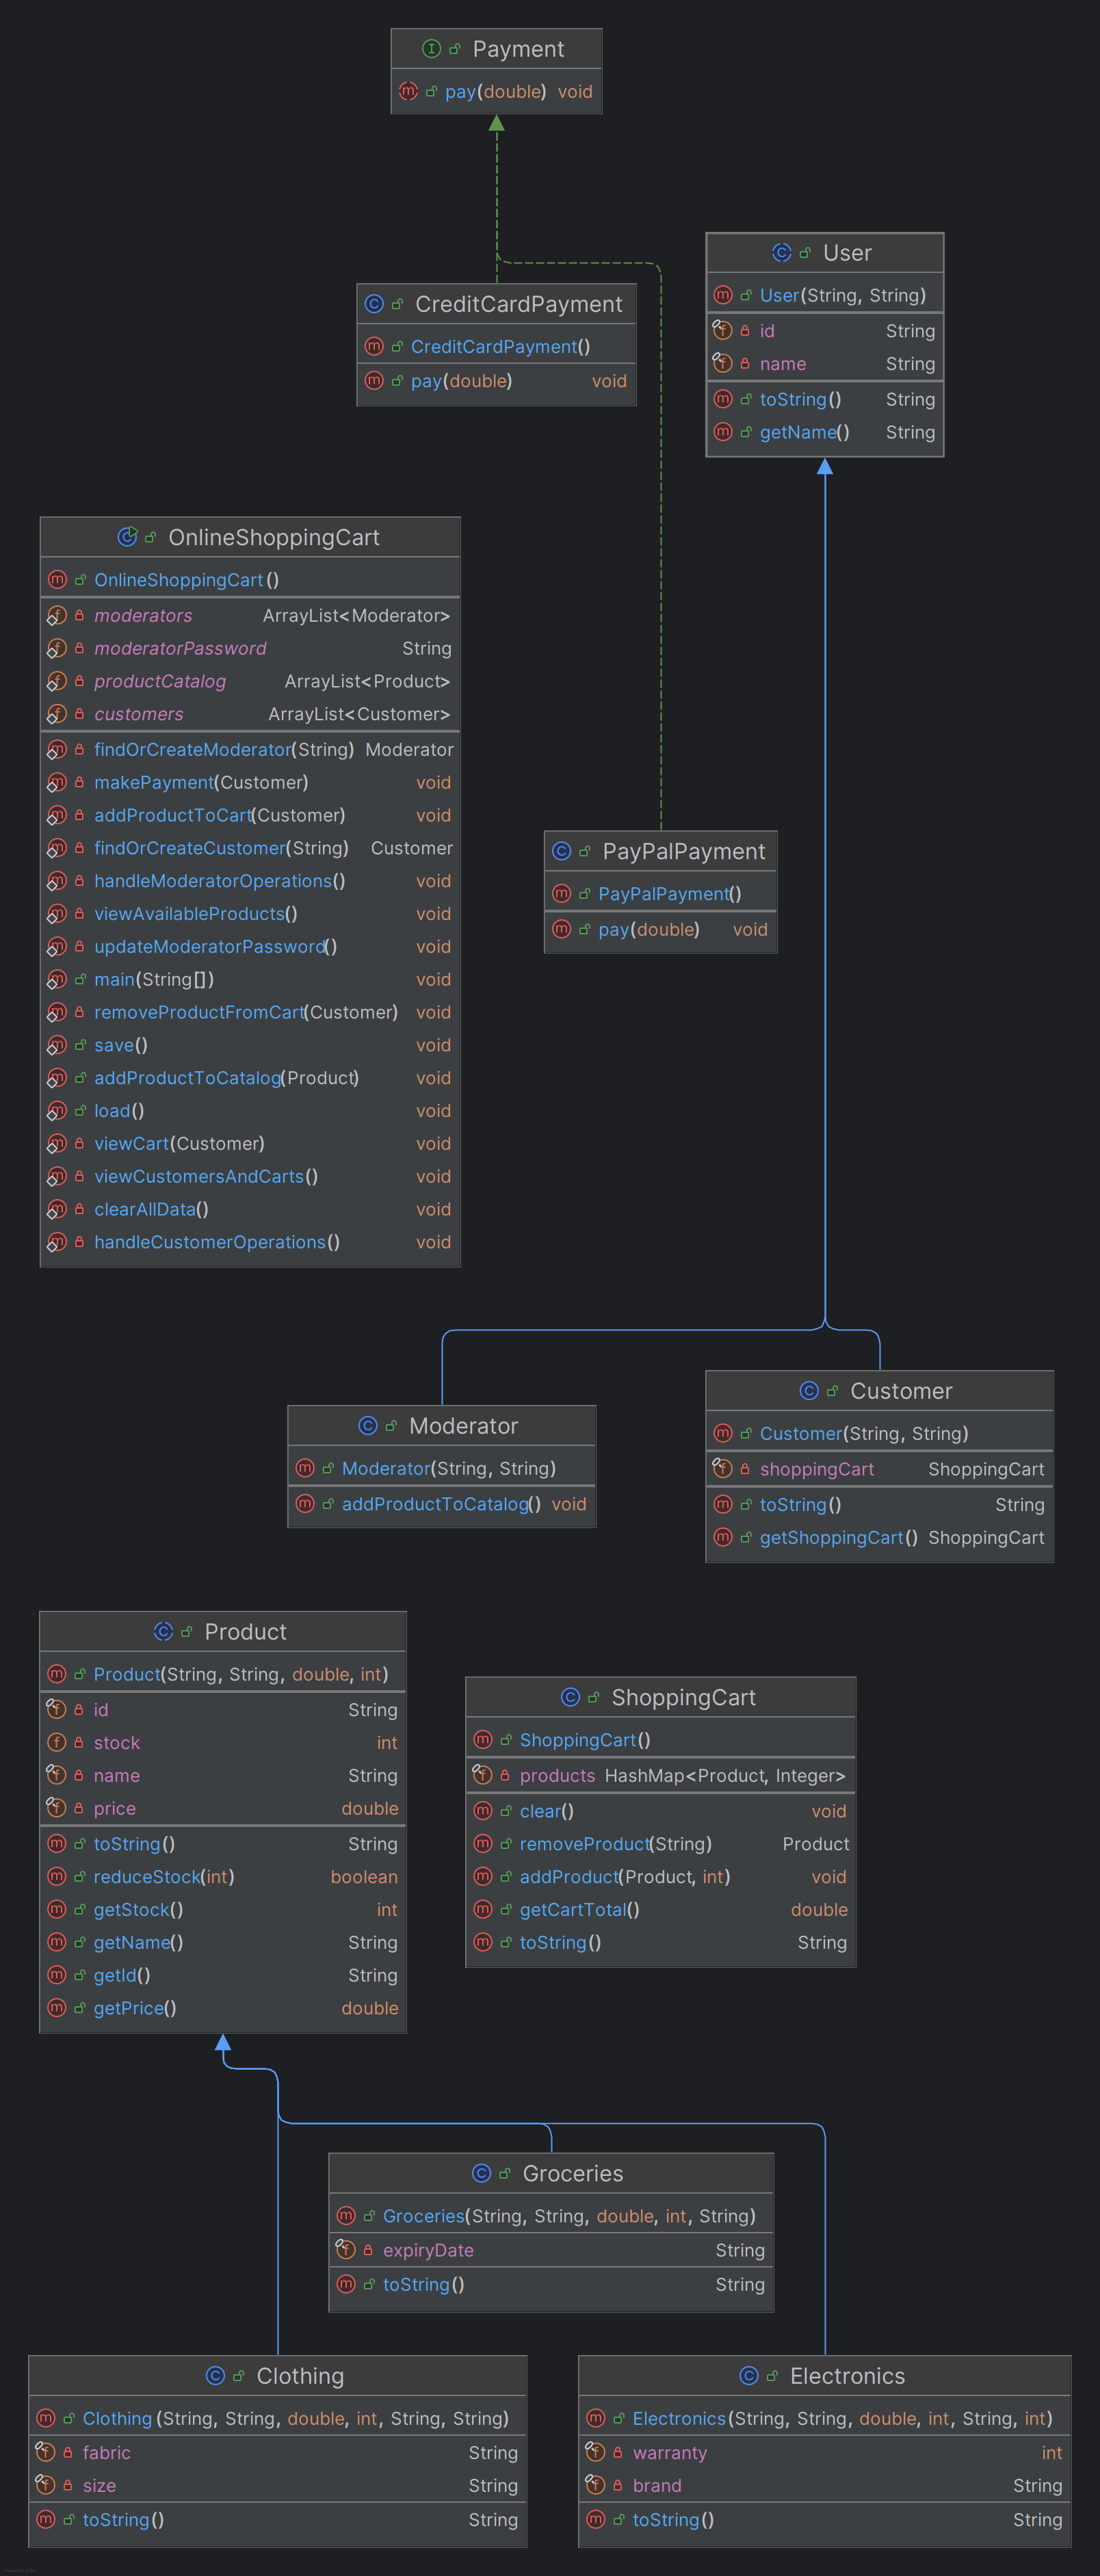 Payment
pay(double) void
User
User(String, String)
id String
name String
toString() String
getName() String
CreditCardPayment
CreditCardPayment()
pay(double) void
OnlineShoppingCart
OnlineShoppingCart()
moderators ArrayList<Moderator>
moderatorPassword String
productCatalog ArrayList<Product>
customers ArrayList<Customer>
findOrCreateModerator(String) Moderator
makePayment(Customer) void
addProductToCart(Customer) void
findOrCreateCustomer(String) Customer
handleModeratorOperations() void
viewAvailableProducts() void
updateModeratorPassword() void
main(String[]) void
removeProductFromCart(Customer) void
save() void
addProductToCatalog(Product) void
load() void
viewCart(Customer) void
viewCustomersAndCarts() void
clearAllData() void
handleCustomerOperations() void
PayPalPayment
PayPalPayment()
pay(double) void
Moderator
Moderator(String, String)
addProductToCatalog() void
Customer
Customer(String, String)
shoppingCart ShoppingCart
toString() String
getShoppingCart() ShoppingCart
Product
Product(String, String, double, int)
id String
stock int
name String
price double
toString() String
reduceStock(int) boolean
getStock() int
getName() String
getId() String
getPrice() double
ShoppingCart
ShoppingCart()
products HashMap<Product, Integer>
clear() void
removeProduct(String) Product
addProduct(Product, int) void
getCartTotal() double
toString() String
Groceries
Groceries(String, String, double, int, String)
expiryDate String
toString() String
Clothing
Clothing(String, String, double, int, String, String)
fabric String
size String
toString() String
Electronics
Electronics(String, String, double, int, String, int)
warranty int
brand String
toString() String